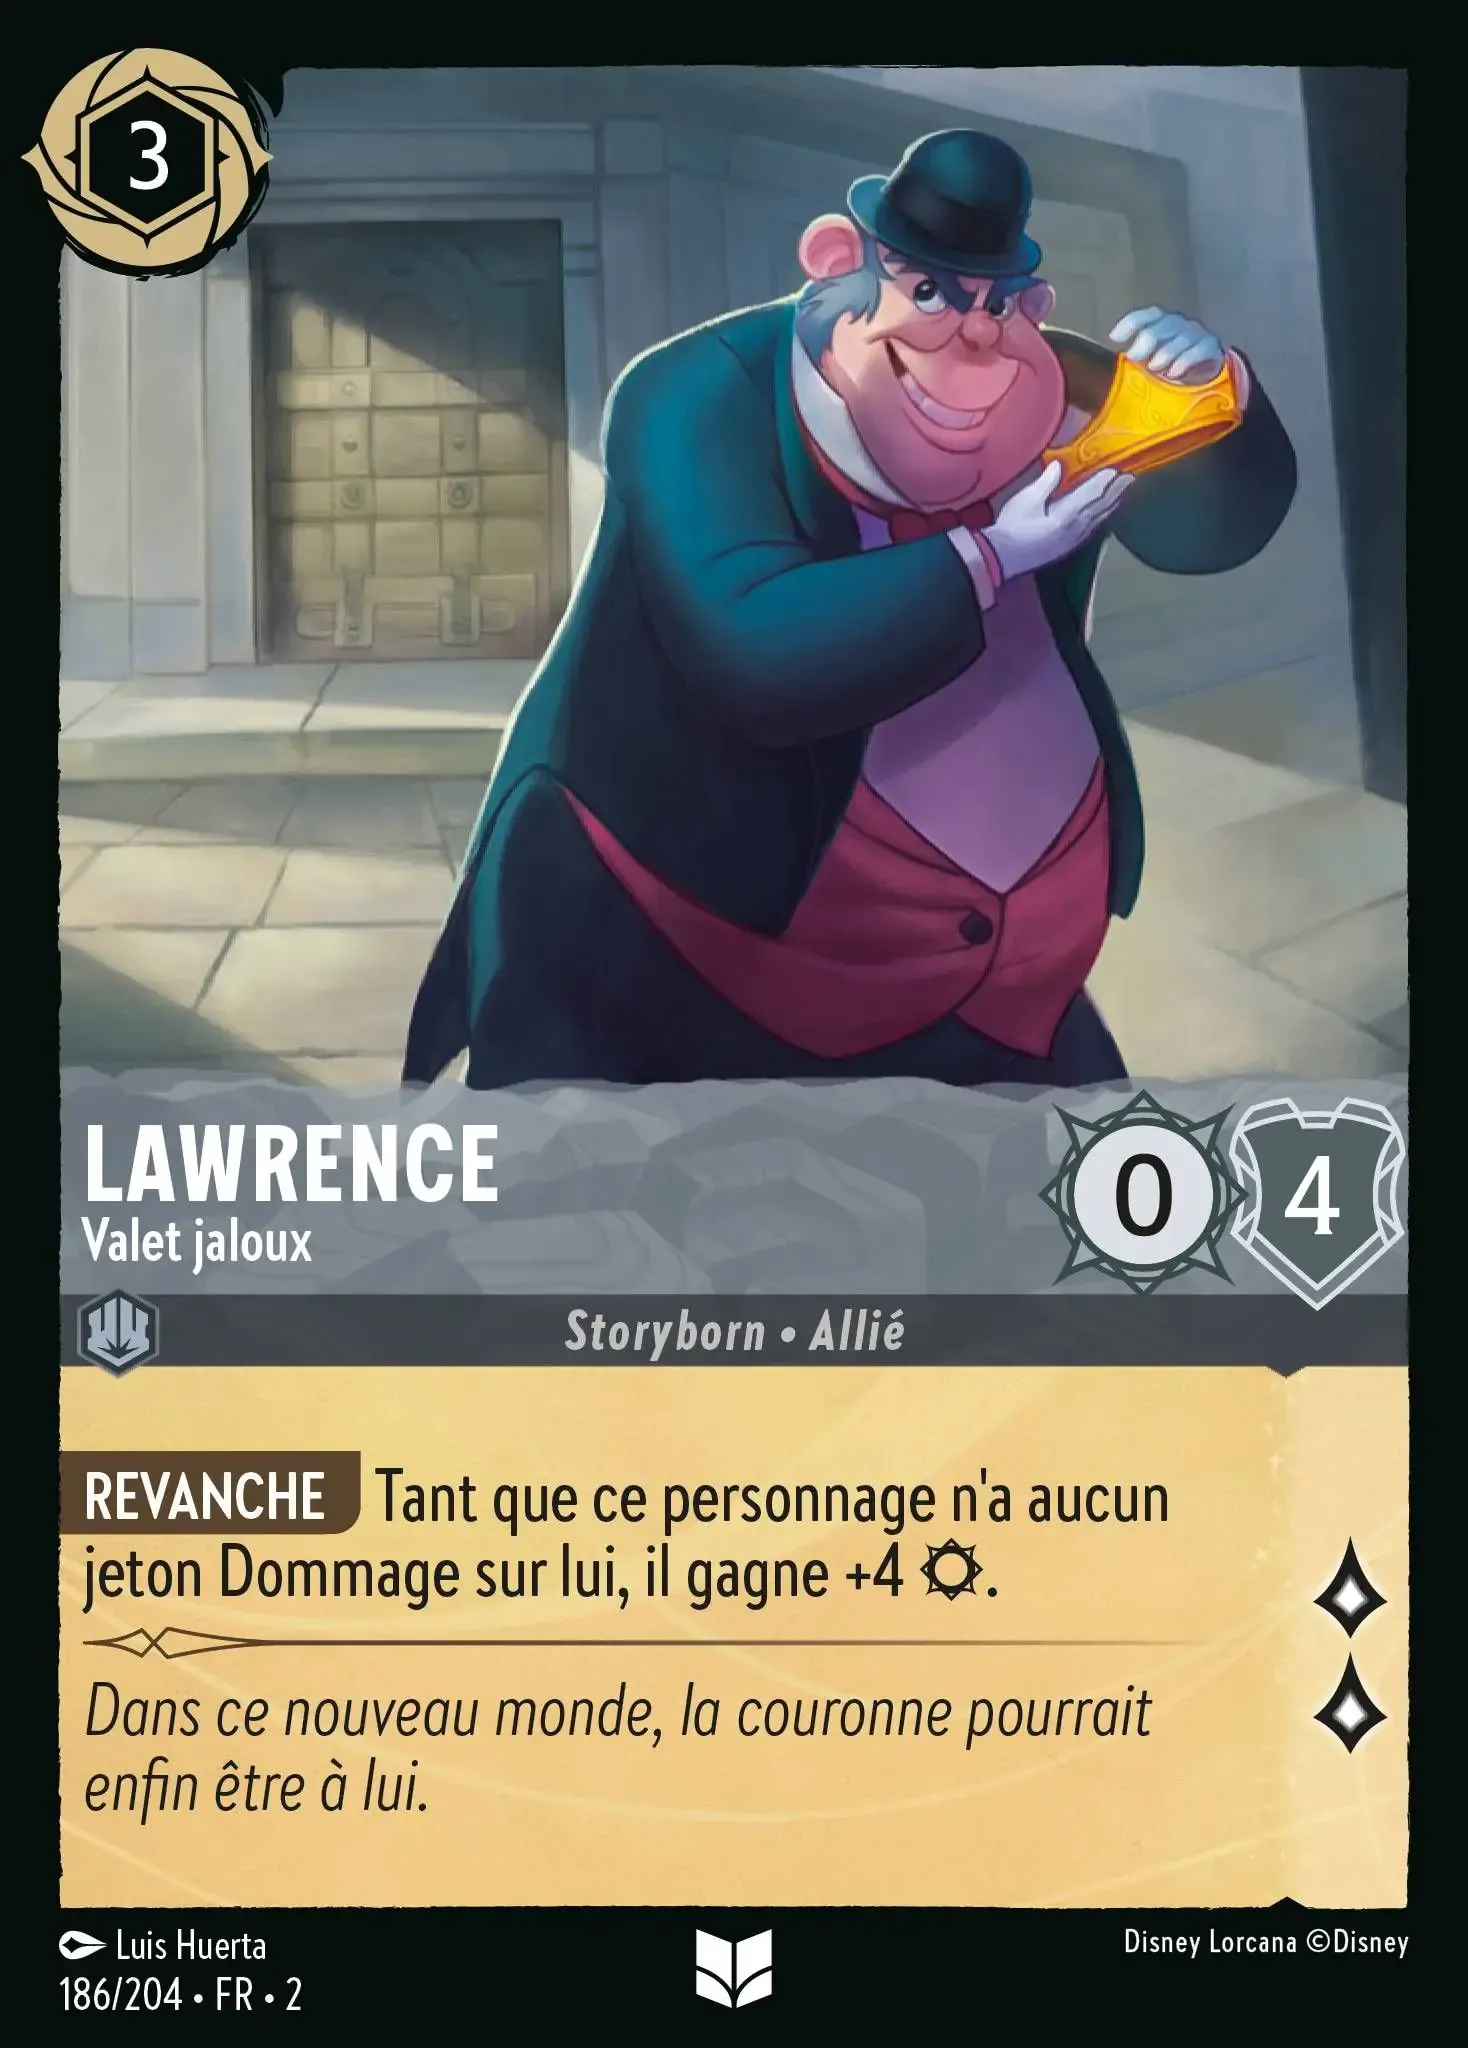 3
LAWRENCE
Valet jaloux
0
4
Storyborn • Allié
REVANCHE Tant que ce personnage n'a aucun
jeton Dommage sur lui, il gagne +4 .
Dans ce nouveau monde, la couronne pourrait
enfin être à lui.
Luis Huerta
186/204 • FR • 2
Disney Lorcana ©Disney